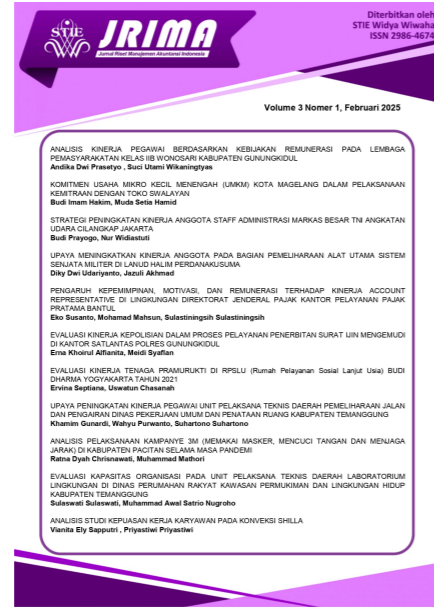 STIE
JRIMA
Jurnal Riset Manajemen Akuntansi Indonesia
Diterbitkan oleh
STIE Widya Wiwaha
ISSN 2986-4674
Volume 3 Nomer 1, Februari 2025
ANALISIS KINERJA PEGAWAI BERDASARKAN KEBIJAKAN REMUNERASI PADA LEMBAGA
PEMASYARAKATAN KELAS IIB WONOSARI KABUPATEN GUNUNGKIDUL
Andika Dwi Prasetyo , Suci Utami Wikaningtyas
KOMITMEN USAHA MIKRO KECIL MENENGAH (UMKM) KOTA MAGELANG DALAM PELAKSANAAN
KEMITRAAN DENGAN TOKO SWALAYAN
Budi Imam Hakim, Muda Setia Hamid
STRATEGI PENINGKATAN KINERJA ANGGOTA STAFF ADMINISTRASI MARKAS BESAR TNI ANGKATAN
UDARA CILANGKAP JAKARTA
Budi Prayogo, Nur Widiastuti
UPAYA MENINGKATKAN KINERJA ANGGOTA PADA BAGIAN PEMELIHARAAN ALAT UTAMA SISTEM
SENJATA MILITER DI LANUD HALIM PERDANAKUSUMA
Diky Dwi Udariyanto, Jazuli Akhmad
PENGARUH KEPEMIMPINAN, MOTIVASI, DAN REMUNERASI TERHADAP KINERJA ACCOUNT
REPRESENTATIVE DI LINGKUNGAN DIREKTORAT JENDERAL PAJAK KANTOR PELAYANAN PAJAK
PRATAMA BANTUL
Eko Susanto, Mohamad Mahsun, Sulastiningsih Sulastiningsih
EVALUASI KINERJA KEPOLISIAN DALAM PROSES PELAYANAN PENERBITAN SURAT IJIN MENGEMUDI
DI KANTOR SATLANTAS POLRES GUNUNGKIDUL
Erna Khoirul Alfianita, Meidi Syaflan
EVALUASI KINERJA TENAGA PRAMURUKTI DI RPSLU (Rumah Pelayanan Sosial Lanjut Usia) BUDI
DHARMA YOGYAKARTA TAHUN 2021
Ervina Septiana, Uswatun Chasanah
UPAYA PENINGKATAN KINERJA PEGAWAI UNIT PELAKSANA TEKNIS DAERAH PEMELIHARAAN JALAN
DAN PENGAIRAN DINAS PEKERJAAN UMUM DAN PENATAAN RUANG KABUPATEN TEMANGGUNG
Khamim Gunardi, Wahyu Purwanto, Suhartono Suhartono
ANALISIS PELAKSANAAN KAMPANYE 3M (MEMAKAI MASKER, MENCUCI TANGAN DAN MENJAGA
JARAK) DI KABUPATEN PACITAN SELAMA MASA PANDEMI
Ratna Dyah Chrisnawati, Muhammad Mathori
EVALUASI KAPASITAS ORGANISASI PADA UNIT PELAKSANA TEKNIS DAERAH LABORATORIUM
LINGKUNGAN DI DINAS PERUMAHAN RAKYAT KAWASAN PERMUKIMAN DAN LINGKUNGAN HIDUP
KABUPATEN TEMANGGUNG
Sulaswati Sulaswati, Muhammad Awal Satrio Nugroho
ANALISIS STUDI KEPUASAN KERJA KARYAWAN PADA KONVEKSI SHILLA
Vianita Ely Sapputri , Priyastiwi Priyastiwi